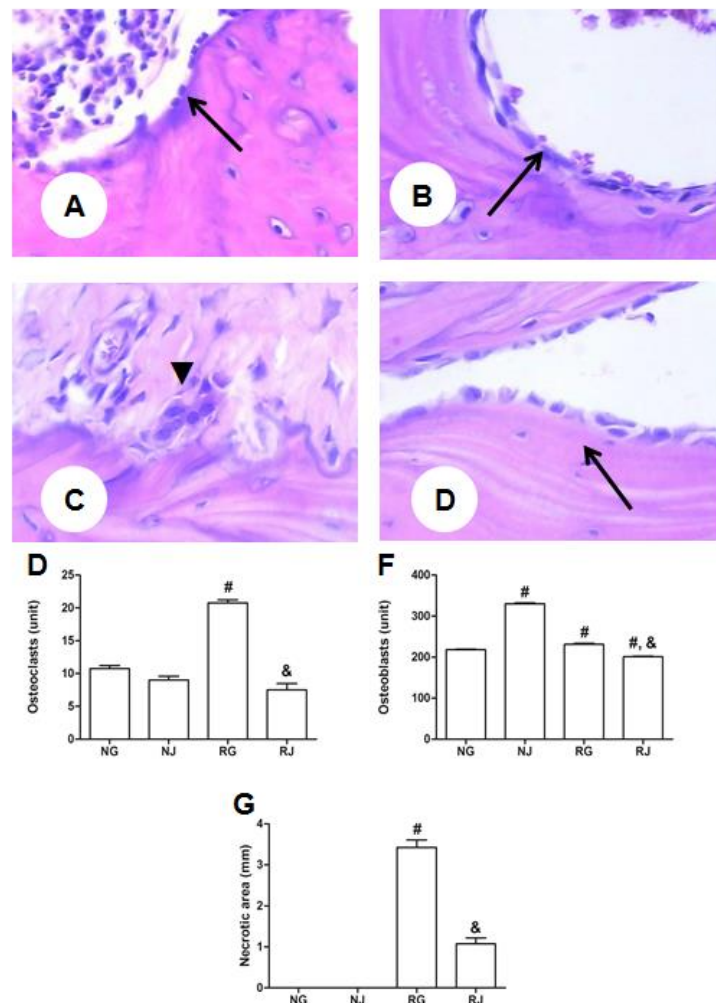 A
B
C
D
D
Osteoclasts (unit)
25
20
15
10
5
0
#
&
NG NJ RG RJ
F
Osteoblasts (unit)
400
300
200
100
0
#
#
#, &
NG NJ RG RJ
G
Necrotic area (mm)
4
3
2
1
0
#
&
NG NJ RG RJ